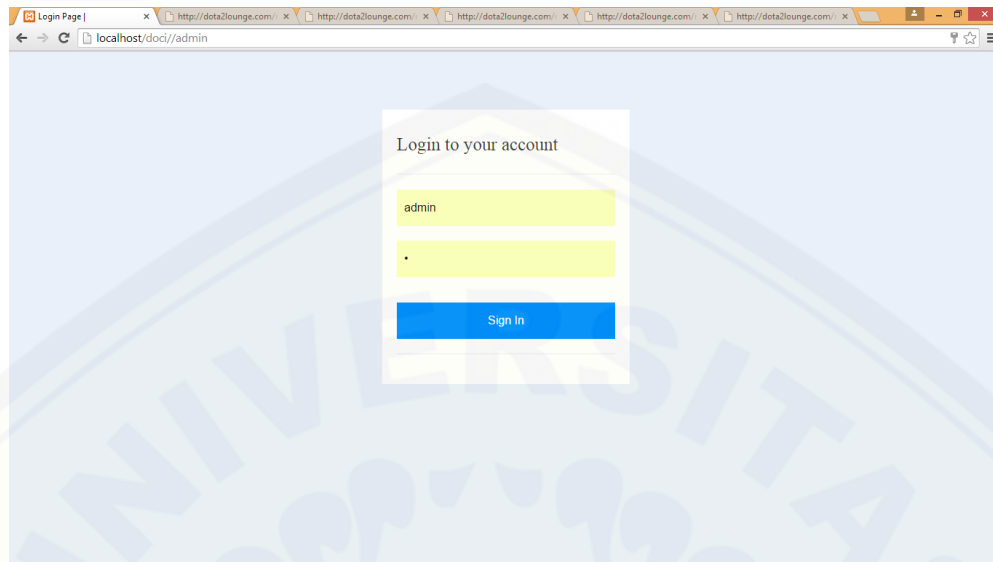 Login Page |
http://dota2lounge.com/
http://dota2lounge.com/
http://dota2lounge.com/
http://dota2lounge.com/
http://dota2lounge.com/
localhost/doci//admin
Login to your account
admin
•
Sign In
UNIVERSITAS